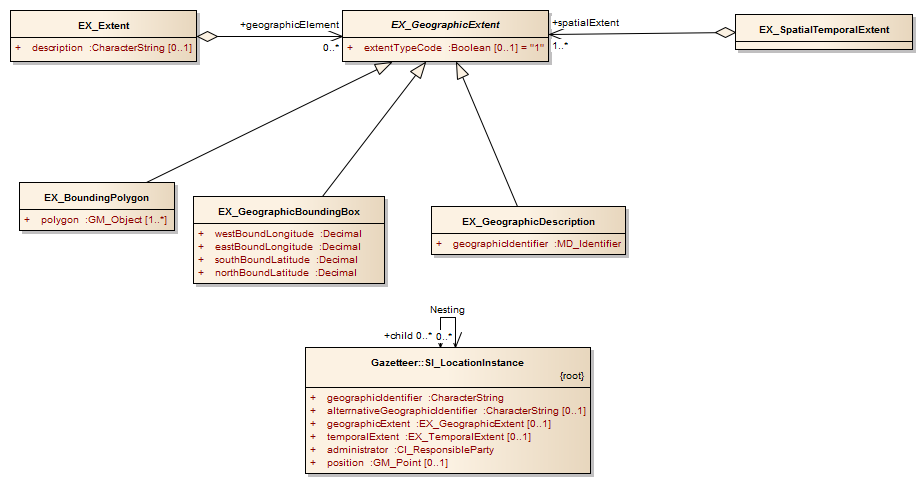 EX_Extent
+ description :CharacterString [0..1]
+geographicElement
0..*
EX_GeographicExtent
+ extentTypeCode :Boolean [0..1] = "1"
+spatialExtent
1..*
EX_SpatialTemporalExtent
EX_BoundingPolygon
+ polygon :GM_Object [1..*]
EX_GeographicBoundingBox
+ westBoundLongitude :Decimal
+ eastBoundLongitude :Decimal
+ southBoundLatitude :Decimal
+ northBoundLatitude :Decimal
EX_GeographicDescription
+ geographicIdentifier :MD_Identifier
Nesting
+child 0..* 0..*
Gazetteer::SI_LocationInstance
{root}
+ geographicIdentifier :CharacterString
+ alterrnativeGeographicIdentifier :CharacterString [0..1]
+ geographicExtent :EX_GeographicExtent [0..1]
+ temporalExtent :EX_TemporalExtent [0..1]
+ administrator :CI_ResponsibleParty
+ position :GM_Point [0..1]